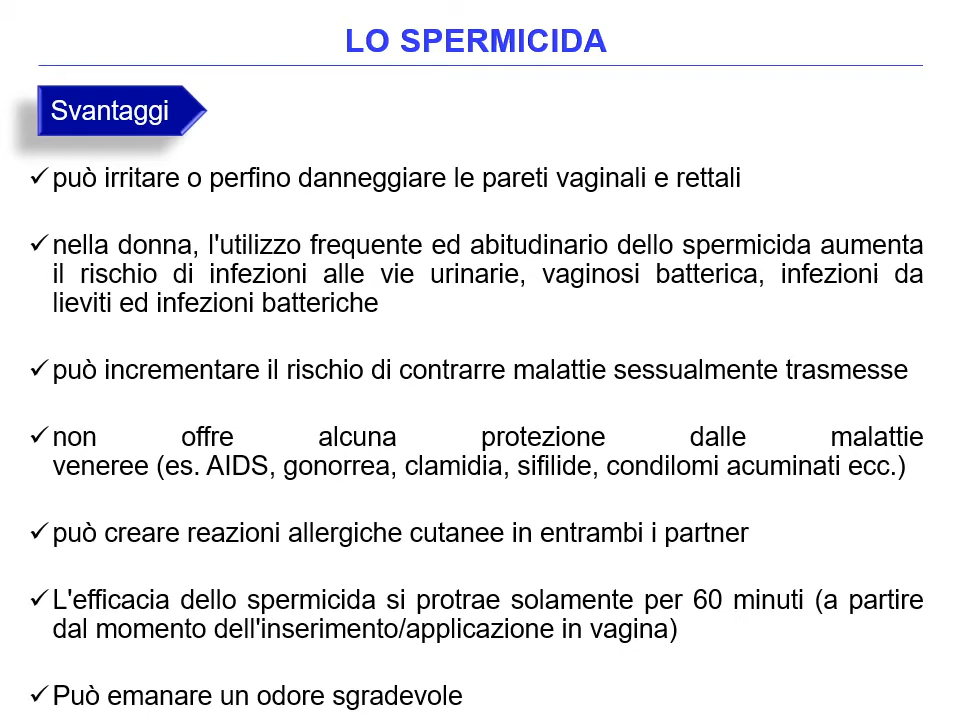 LO SPERMICIDA
Svantaggi
✓può irritare o perfino danneggiare le pareti vaginali e rettali
✓nella donna, l'utilizzo frequente ed abitudinario dello spermicida aumenta
il rischio di infezioni alle vie urinarie, vaginosi batterica, infezioni da
lieviti ed infezioni batteriche
✓può incrementare il rischio di contrarre malattie sessualmente trasmesse
✓non offre alcuna protezione dalle malattie
veneree (es. AIDS, gonorrea, clamidia, sifilide, condilomi acuminati ecc.)
✓può creare reazioni allergiche cutanee in entrambi i partner
✓L'efficacia dello spermicida si protrae solamente per 60 minuti (a partire
dal momento dell'inserimento/applicazione in vagina)
✓Può emanare un odore sgradevole